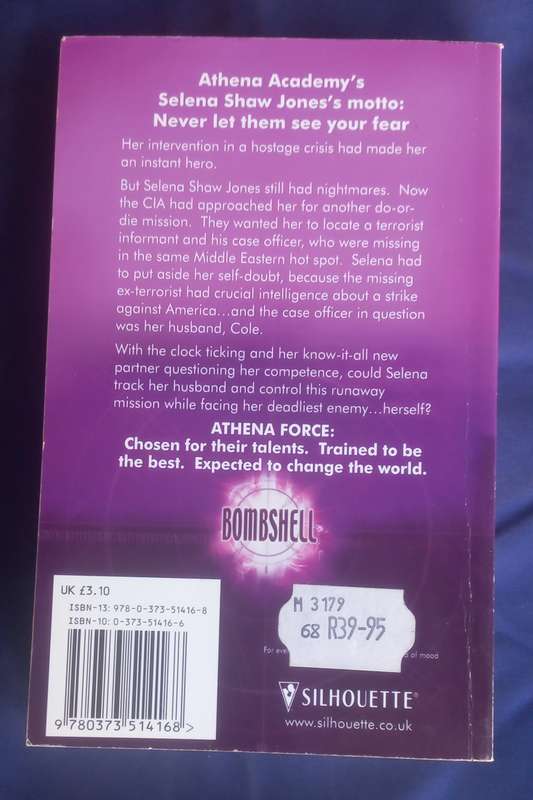 Athena Academy's
Selena Shaw Jones's motto:
Never let them see your fear
Her intervention in a hostage crisis had made her
an instant hero.
But Selena Shaw Jones still had nightmares. Now
the CIA had approached her for another do-or-
die mission. They wanted her to locate a terrorist
informant and his case officer, who were missing
in the same Middle Eastern hot spot. Selena had
to put aside her self-doubt, because the missing
ex-terrorist had crucial intelligence about a strike
against America...and the case officer in question
was her husband, Cole.
With the clock ticking and her know-it-all new
partner questioning her competence, could Selena
track her husband and control this runaway
mission while facing her deadliest enemy...herself?
ATHENA FORCE:
Chosen for their talents. Trained to be
the best. Expected to change the world.
BOMBSHELL
UK £3.10
ISBN-13: 978-0-373-51416-8
ISBN-10: 0-373-51416-6
9 780373 514168 >
M 3179
68 R39-95
For eve
of mood
SILHOUETTE®
www.silhouette.co.uk